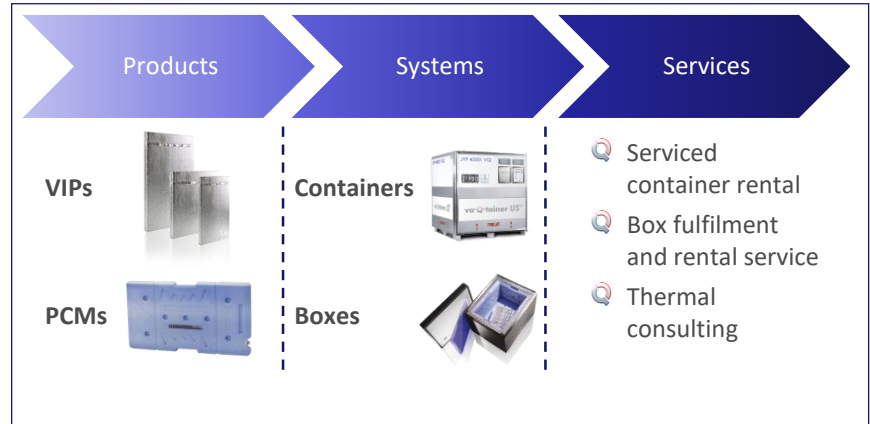 Products
Systems
Services
VIPs
PCMs
Containers
va-Q-tainer US
Boxes
Serviced
container rental
Box fulfilment
and rental service
Thermal
consulting